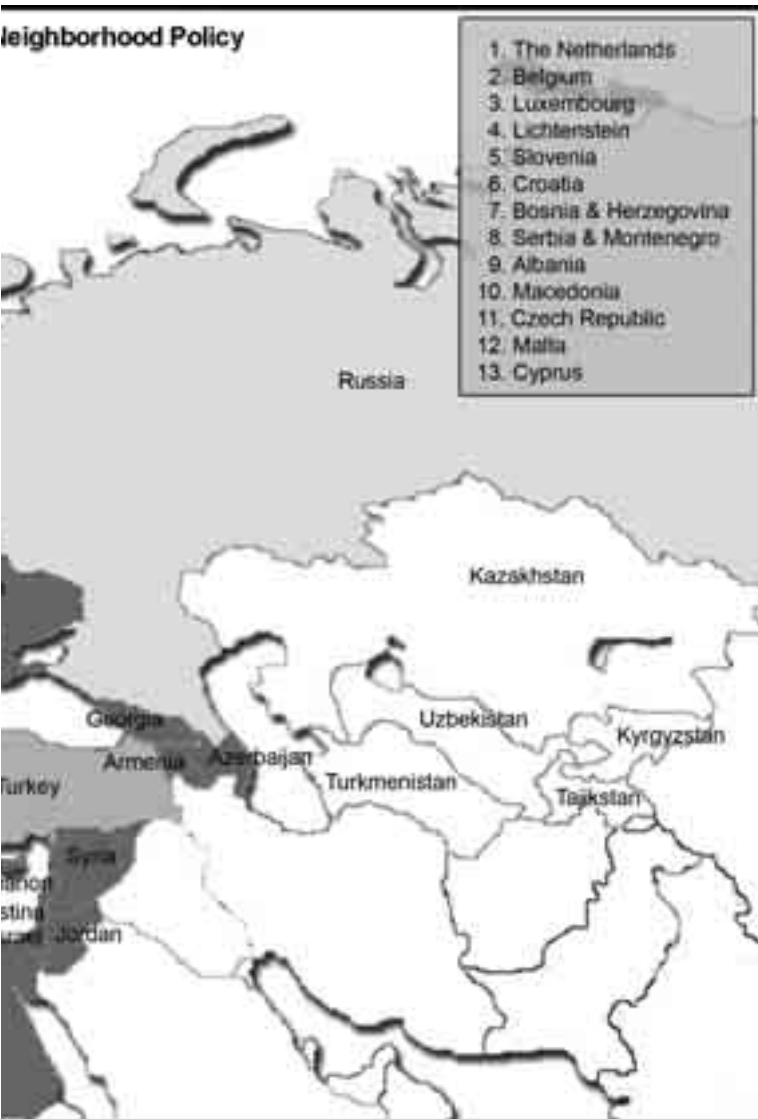 Neighborhood Policy
1. The Netherlands
2. Belgium
3. Luxembourg
4. Lichtenstein
5. Slovenia
6. Croatia
7. Bosnia & Herzegovina
8. Serbia & Montenegro
9. Albania
10. Macedonia
11. Czech Republic
12. Malta
13. Cyprus
Russia
Kazakhstan
Georgia
Uzbekistan
Kyrgyzstan
Armenia
Azerbaijan
Turkmenistan
Turkey
Tajikstan
Syria
anon
stina
Jordan